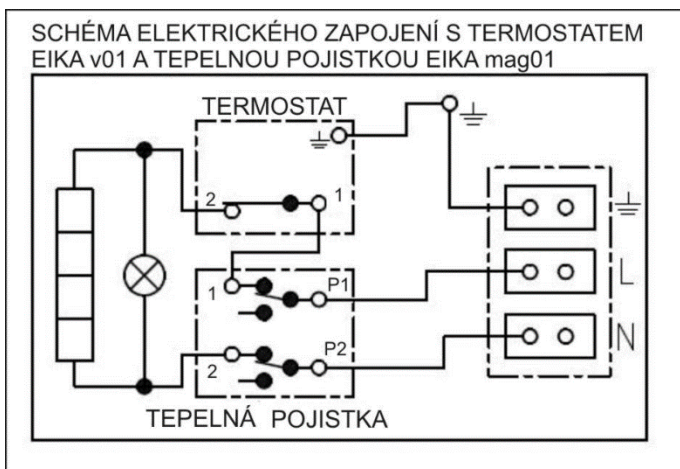 SCHÉMA ELEKTRICKÉHO ZAPOJENÍ S TERMOSTATEM
EIKA v01 A TEPELNOU POJISTKOU EIKA mag01
TERMOSTAT
2
1
1
P1
L
2
P2
N
TEPELNÁ POJISTKA